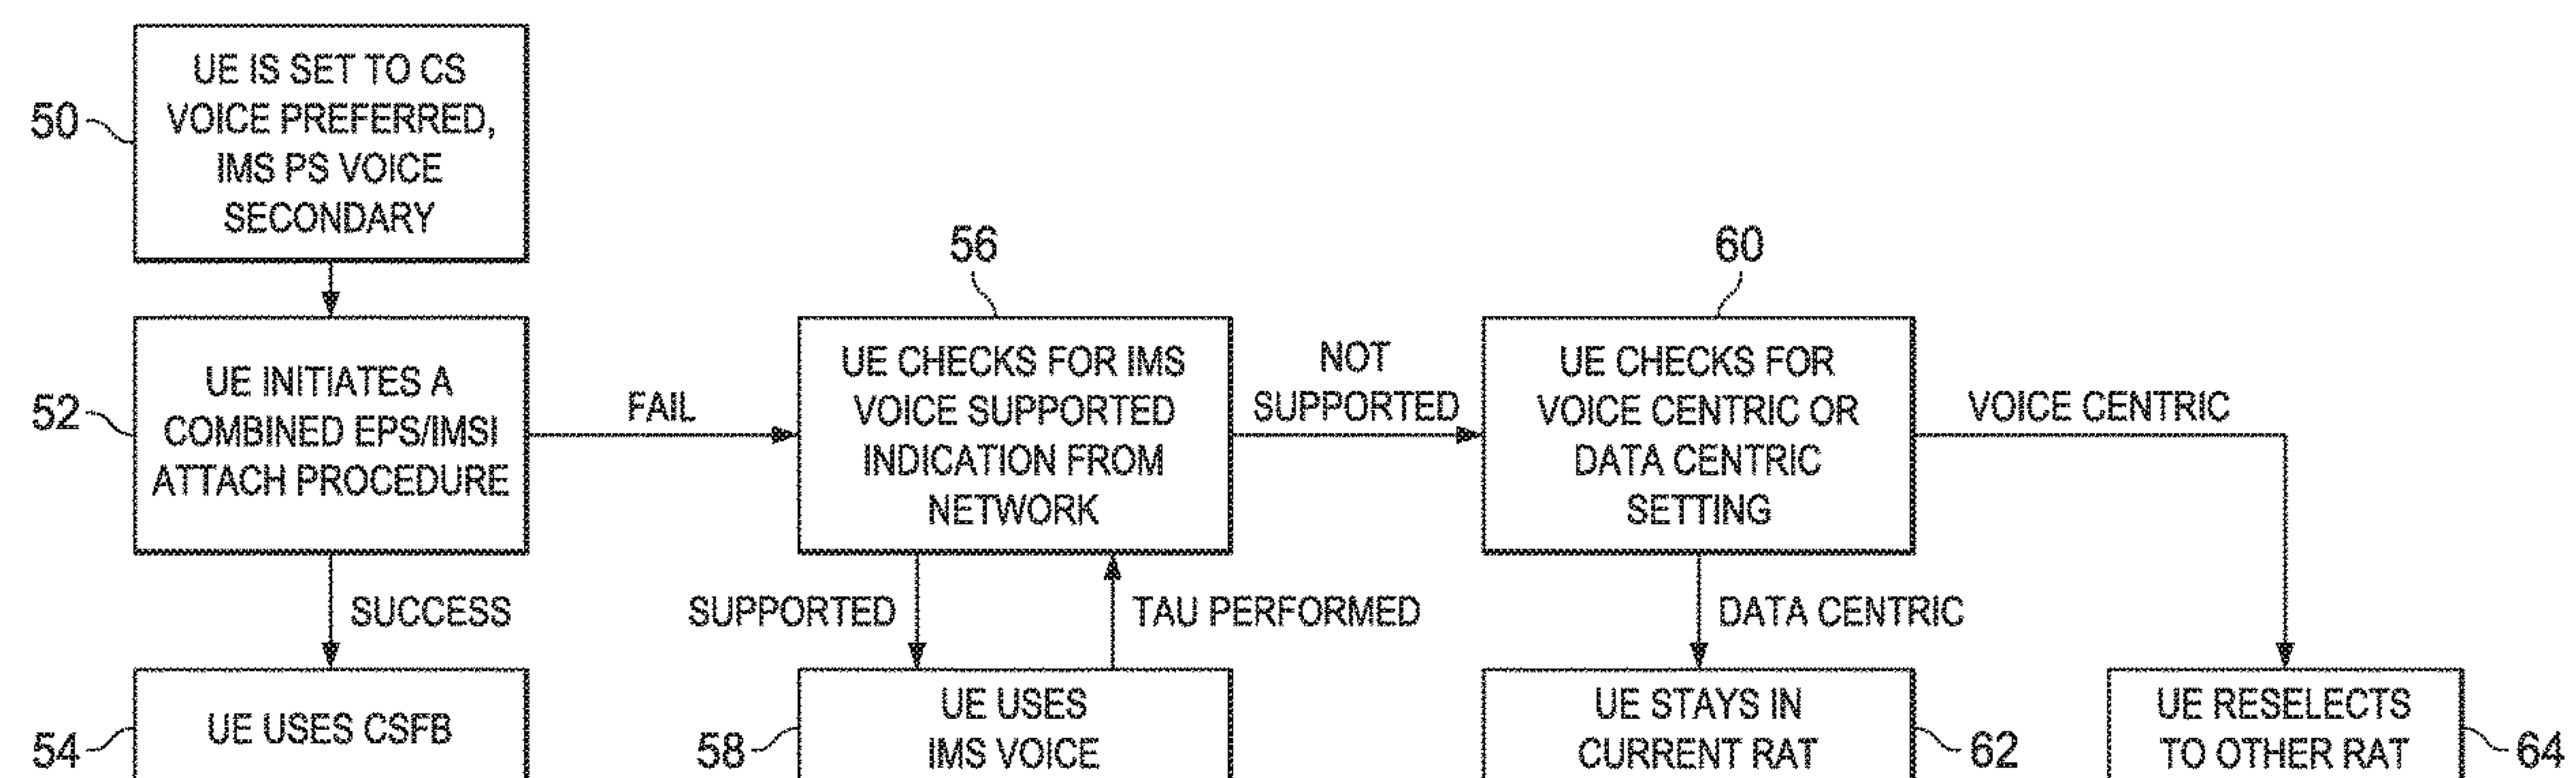 UE IS SET TO CS
VOICE PREFERRED,
IMS PS VOICE
SECONDARY
50
UE INITIATES A
COMBINED EPS/IMSI
ATTACH PROCEDURE
52
FAIL
SUCCESS
UE USES CSFB
54
56
UE CHECKS FOR IMS
VOICE SUPPORTED
INDICATION FROM
NETWORK
NOT
SUPPORTED
SUPPORTED
TAU PERFORMED
UE USES
IMS VOICE
58
60
UE CHECKS FOR
VOICE CENTRIC OR
DATA CENTRIC
SETTING
VOICE CENTRIC
DATA CENTRIC
UE STAYS IN
CURRENT RAT
62
UE RESELECTS
TO OTHER RAT
64